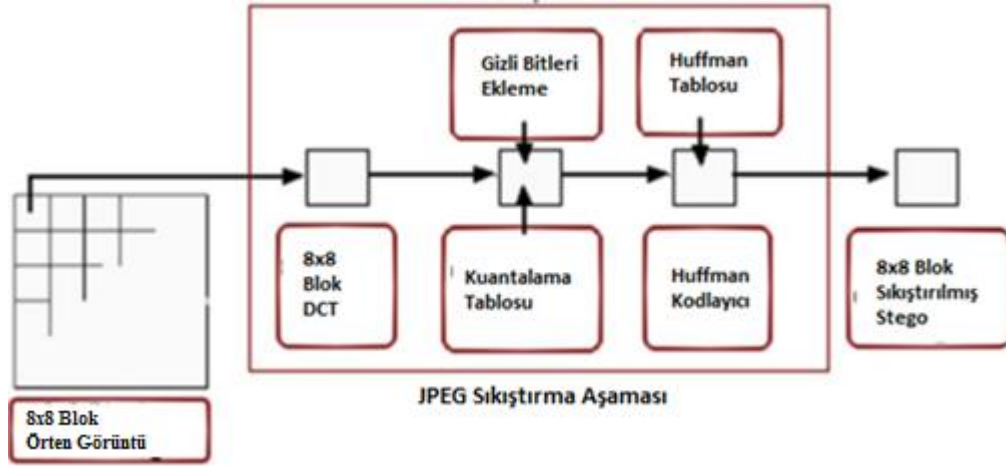 Gizli Bitleri
Ekleme
Huffman
Tablosu
8x8
Blok
DCT
Kuantalama
Tablosu
Huffman
Kodlayıcı
8x8 Blok
Sıkıştırılmış
Stego
JPEG Sıkıştırma Aşaması
8x8 Blok
Örten Görüntü